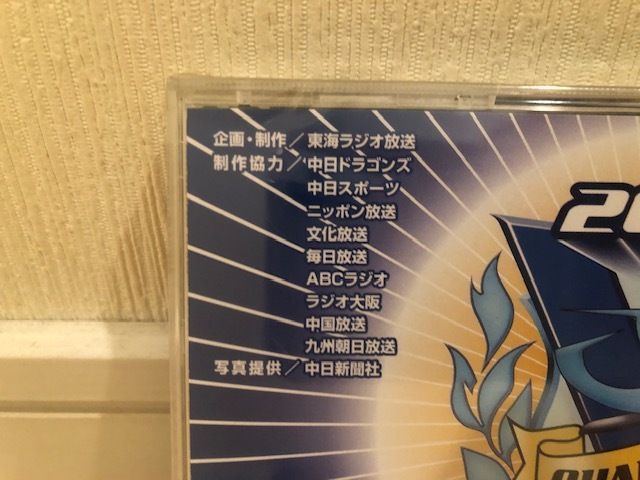 企画・制作／東海ラジオ放送
制作協力／中日ドラゴンズ
中日スポーツ
ニッポン放送
文化放送
毎日放送
ABCラジオ
ラジオ大阪
中国放送
九州朝日放送
写真提供／中日新聞社